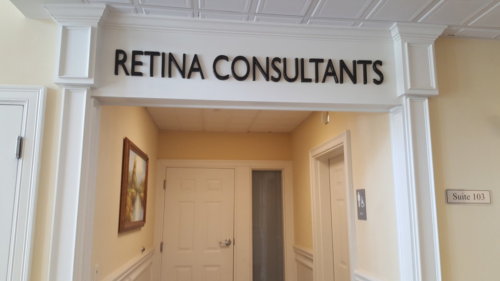 RETINA CONSULTANTS
Suite 103